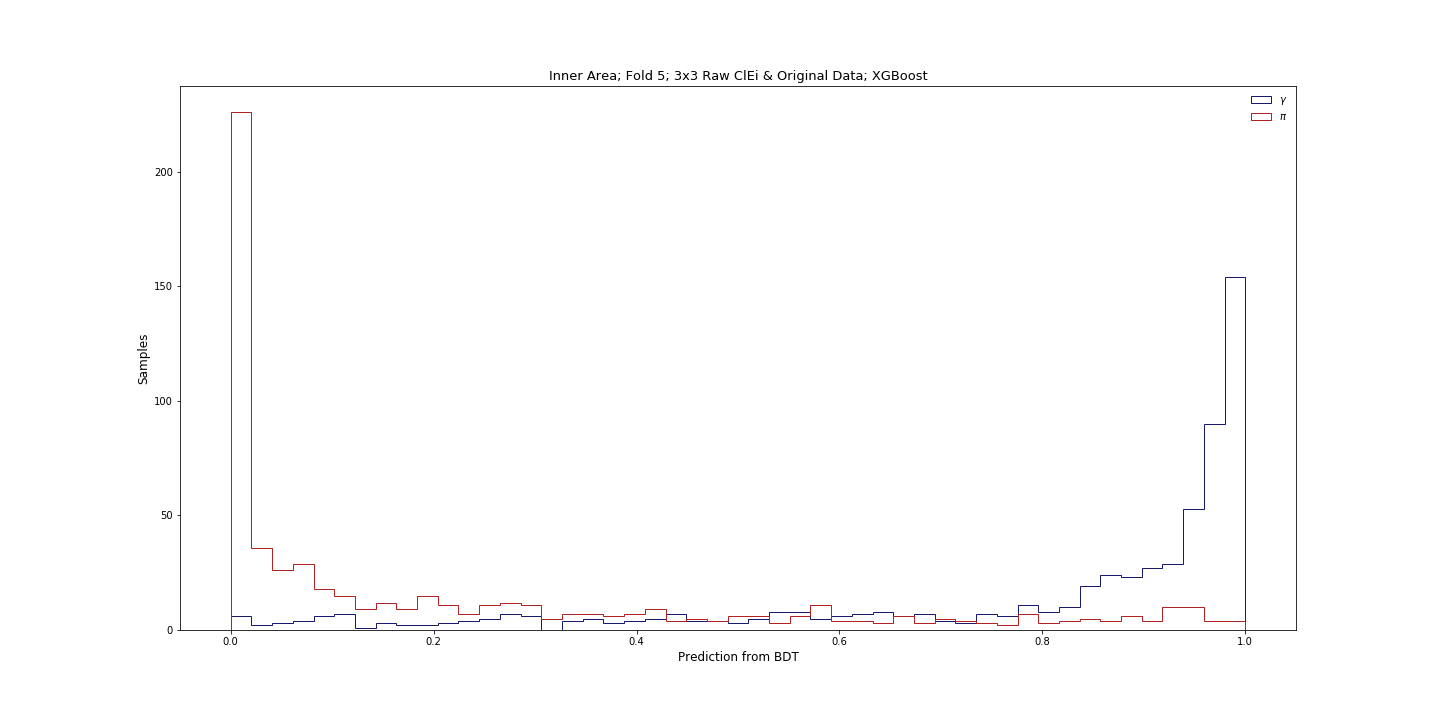 Inner Area; Fold 5; 3x3 Raw ClEi & Original Data; XGBoost
γ
π
200
150
100
50
0
Samples
0.0 0.2 0.4 0.6 0.8 1.0
Prediction from BDT